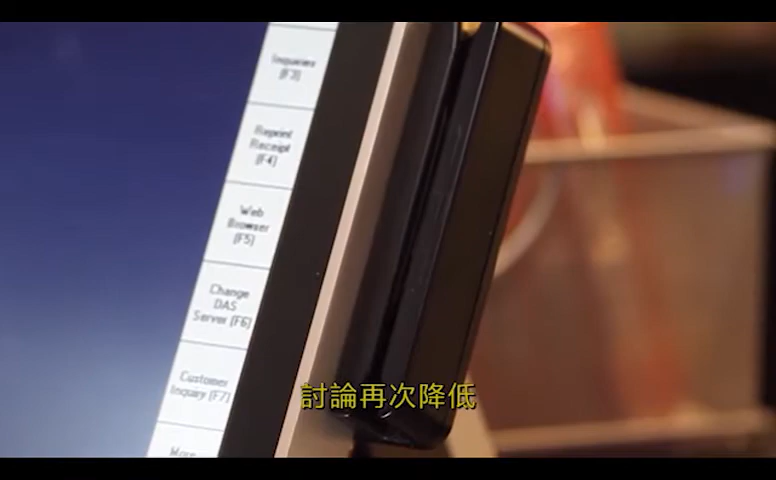 Inquiries
(F3)
Reprint
Receipt
(F4)
Web
Browser
(F5)
Change
DAS
Server (F6)
Customer
Inquiry (F7)
More
討論再次降低